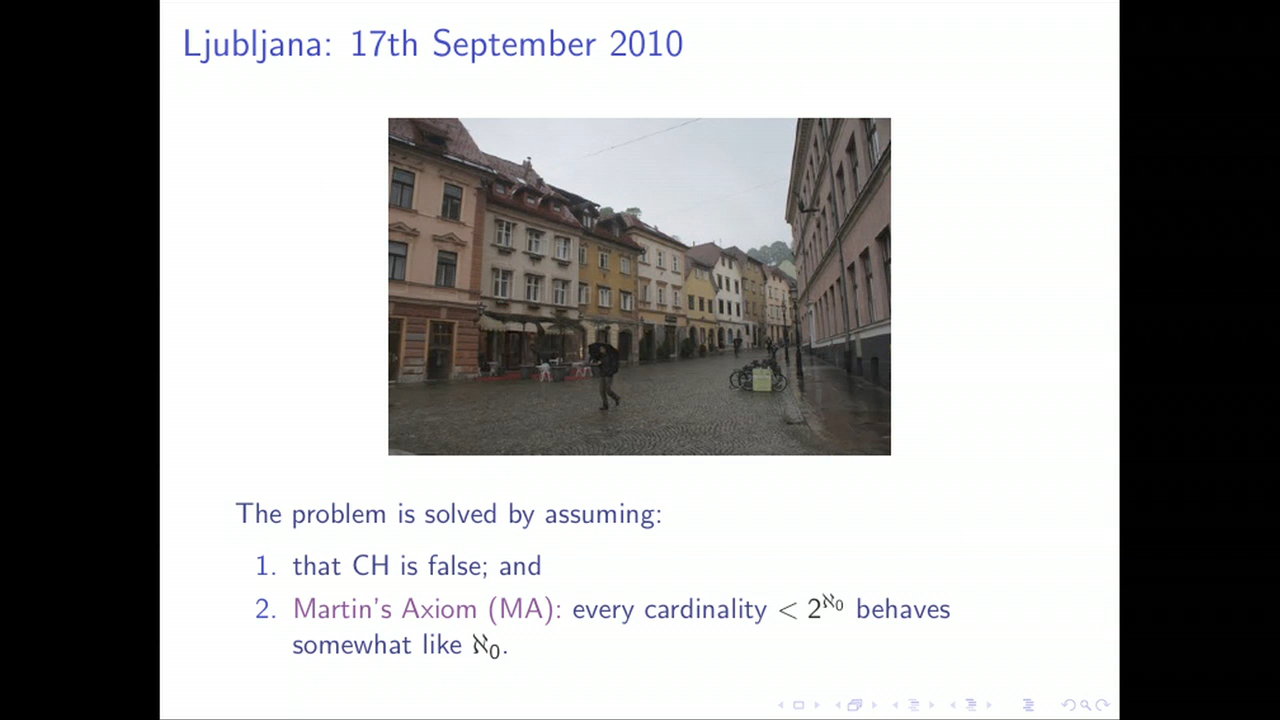 Ljubljana: 17th September 2010
The problem is solved by assuming:
1. that CH is false; and
2. Martin's Axiom (MA): every cardinality < 2^ℵ₀ behaves
somewhat like ℵ₀.